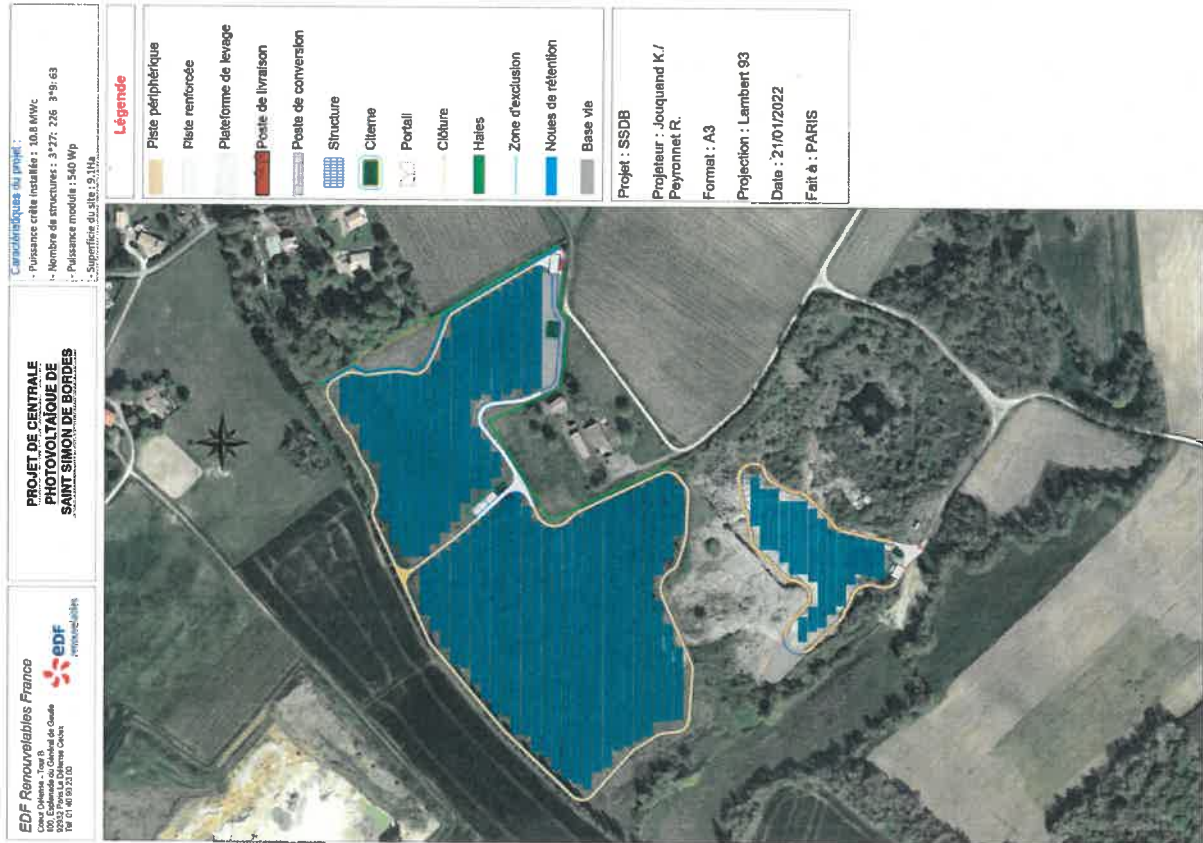 EDF Renouvelables France
Coeur Défense - Tour B
100, Esplanade du Général de Gaulle
92932 Paris La Défense Cedex
Tél 01 40 90 23 00
edf
renouvelables
PROJET DE CENTRALE
PHOTOVOLTAÏQUE DE
SAINT SIMON DE BORDES
Caractéristiques du projet :
- Puissance crête installée : 10,8 MWc
- Nombre de structures : 3*27: 226 3*9: 63
- Puissance module : 540 Wp
- Superficie du site : 9.1Ha
Légende
Piste périphérique
Piste renforcée
Plateforme de levage
Poste de livraison
Poste de conversion
Structure
Citerne
Portail
Clôture
Haies
Zone d'exclusion
Noues de rétention
Base vie
Projet : SSDB
Projeteur : Jouquand K./
Peyronnet R.
Format : A3
Projection : Lambert 93
Date : 21/01/2022
Fait à : PARIS